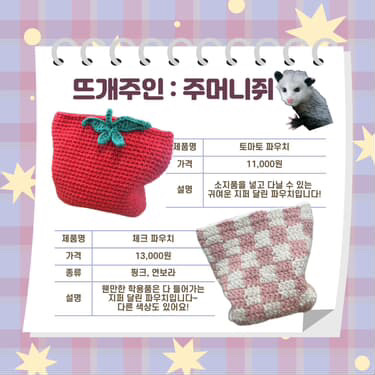 뜨개주인 : 주머니쥐
제품명 토마토 파우치
가격 11,000원
설명 소지품을 넣고 다닐 수 있는
귀여운 지퍼 달린 파우치입니다!
제품명 체크 파우치
가격 13,000원
종류 핑크, 연보라
설명 웬만한 학용품은 다 들어가는
지퍼 달린 파우치입니다~
다른 색상도 있어요!